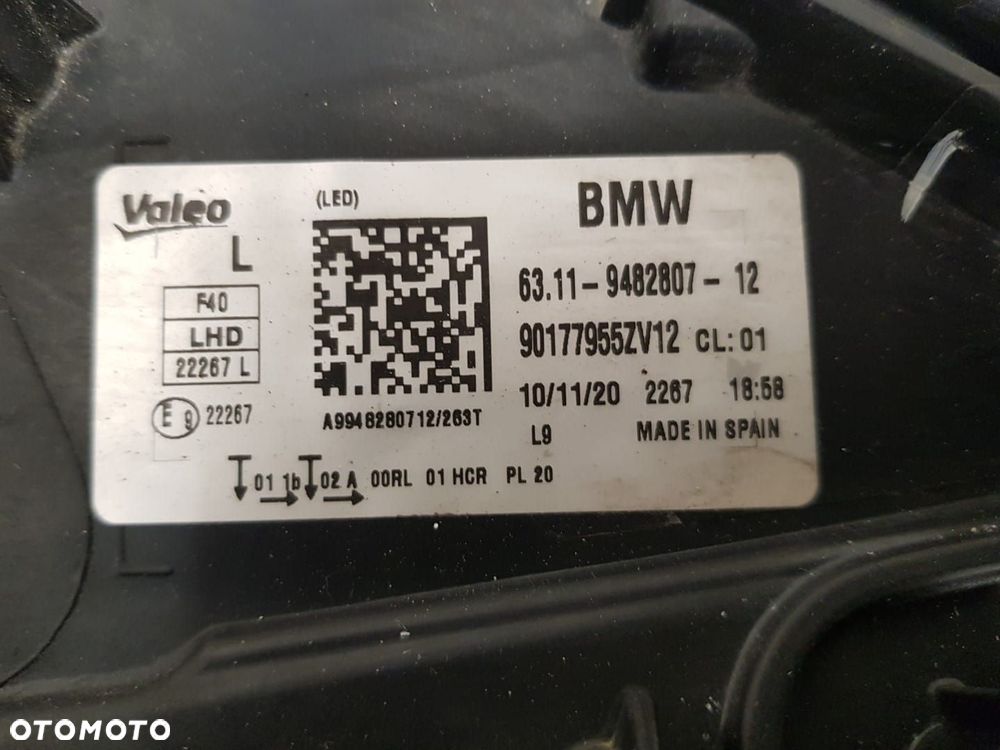 Valeo
(LED)
BMW
L
63.11-9482807-12
F40
LHD
90177955ZV12 CL:01
22267 L
10/11/20 2267 18:58
E9 22267
A9948280712/263T
L9
MADE IN SPAIN
01 1b 02 A 00RL 01 HCR PL 20
OTOMOTO